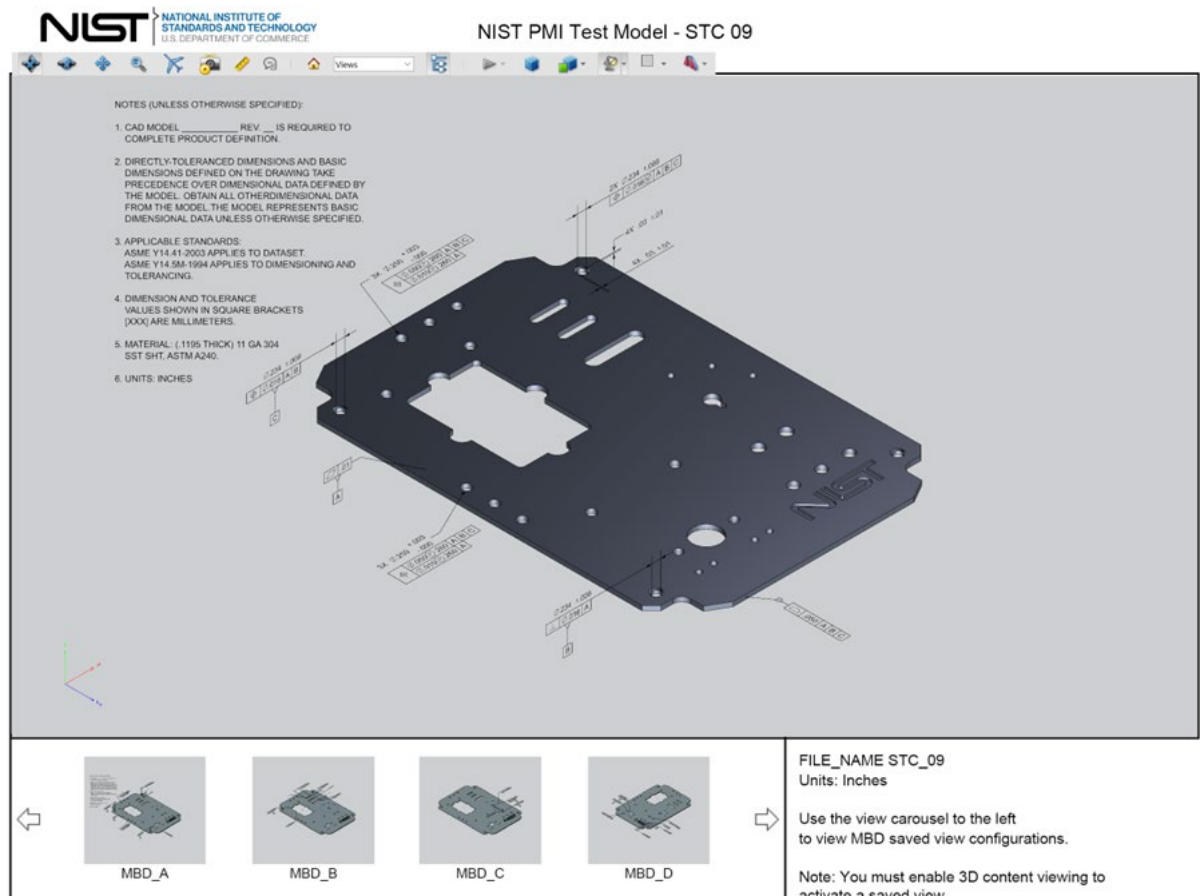 NIST
NATIONAL INSTITUTE OF
STANDARDS AND TECHNOLOGY
U.S. DEPARTMENT OF COMMERCE
NIST PMI Test Model - STC 09
Views
NOTES (UNLESS OTHERWISE SPECIFIED):
1. CAD MODEL __________ REV. __ IS REQUIRED TO
COMPLETE PRODUCT DEFINITION.
2. DIRECTLY-TOLERANCED DIMENSIONS AND BASIC
DIMENSIONS DEFINED ON THE DRAWING TAKE
PRECEDENCE OVER DIMENSIONAL DATA DEFINED BY
THE MODEL. OBTAIN ALL OTHERDIMENSIONAL DATA
FROM THE MODEL.THE MODEL REPRESENTS BASIC
DIMENSIONAL DATA UNLESS OTHERWISE SPECIFIED.
3. APPLICABLE STANDARDS:
ASME Y14.41-2003 APPLIES TO DATASET.
ASME Y14.5M-1994 APPLIES TO DIMENSIONING AND
TOLERANCING.
4. DIMENSION AND TOLERANCE
VALUES SHOWN IN SQUARE BRACKETS
[XXX] ARE MILLIMETERS.
5. MATERIAL: (.1195 THICK) 11 GA 304
SST SHT, ASTM A240.
6. UNITS: INCHES
C
A
B
NIST
MBD_A
MBD_B
MBD_C
MBD_D
FILE_NAME STC_09
Units: Inches
Use the view carousel to the left
to view MBD saved view configurations.
Note: You must enable 3D content viewing to
activate a saved view